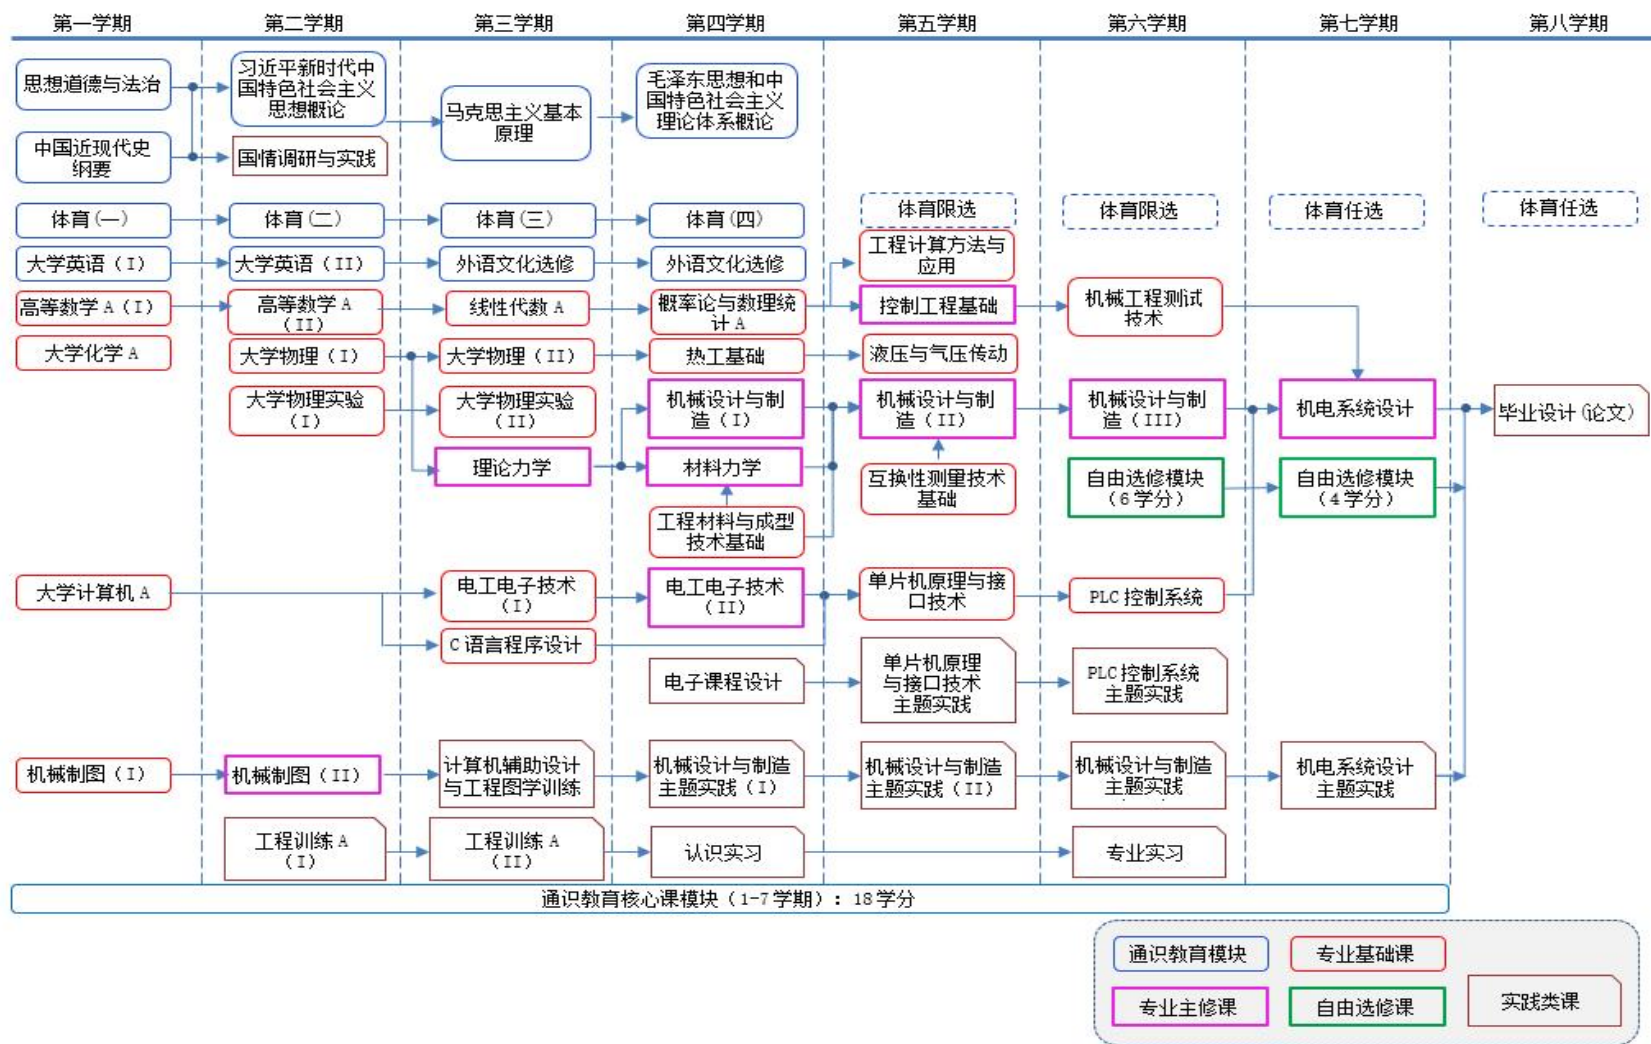 第一学期
第二学期
第三学期
第四学期
第五学期
第六学期
第七学期
第八学期
思想道德与法治
习近平新时代中
国特色社会主义
思想概论
马克思主义基本
原理
毛泽东思想和中
国特色社会主义
理论体系概论
中国近现代史
纲要
国情调研与实践
体育(一)
体育(二)
体育(三)
体育(四)
体育限选
体育限选
体育任选
体育任选
大学英语（I）
大学英语（II）
外语文化选修
外语文化选修
工程计算方法与
应用
高等数学A（I）
高等数学A
（II）
线性代数A
概率论与数理统
计A
控制工程基础
机械工程测试
技术
大学化学A
大学物理（I）
大学物理（II）
热工基础
液压与气压传动
大学物理实验
（I）
大学物理实验
（II）
机械设计与制
造（I）
机械设计与制
造（II）
机械设计与制
造（III）
机电系统设计
毕业设计(论文)
理论力学
材料力学
互换性测量技术
基础
自由选修模块
（6学分）
自由选修模块
（4学分）
工程材料与成型
技术基础
大学计算机A
电工电子技术
（I）
电工电子技术
（II）
单片机原理与接
口技术
PLC控制系统
C语言程序设计
电子课程设计
单片机原理
与接口技术
主题实践
PLC控制系统
主题实践
机械制图（I）
机械制图（II）
计算机辅助设计
与工程图学训练
机械设计与制造
主题实践（I）
机械设计与制造
主题实践（II）
机械设计与制造
主题实践
机电系统设计
主题实践
工程训练A
（I）
工程训练A
（II）
认识实习
专业实习
通识教育核心课模块（1-7学期）：18学分
通识教育模块
专业基础课
专业主修课
自由选修课
实践类课